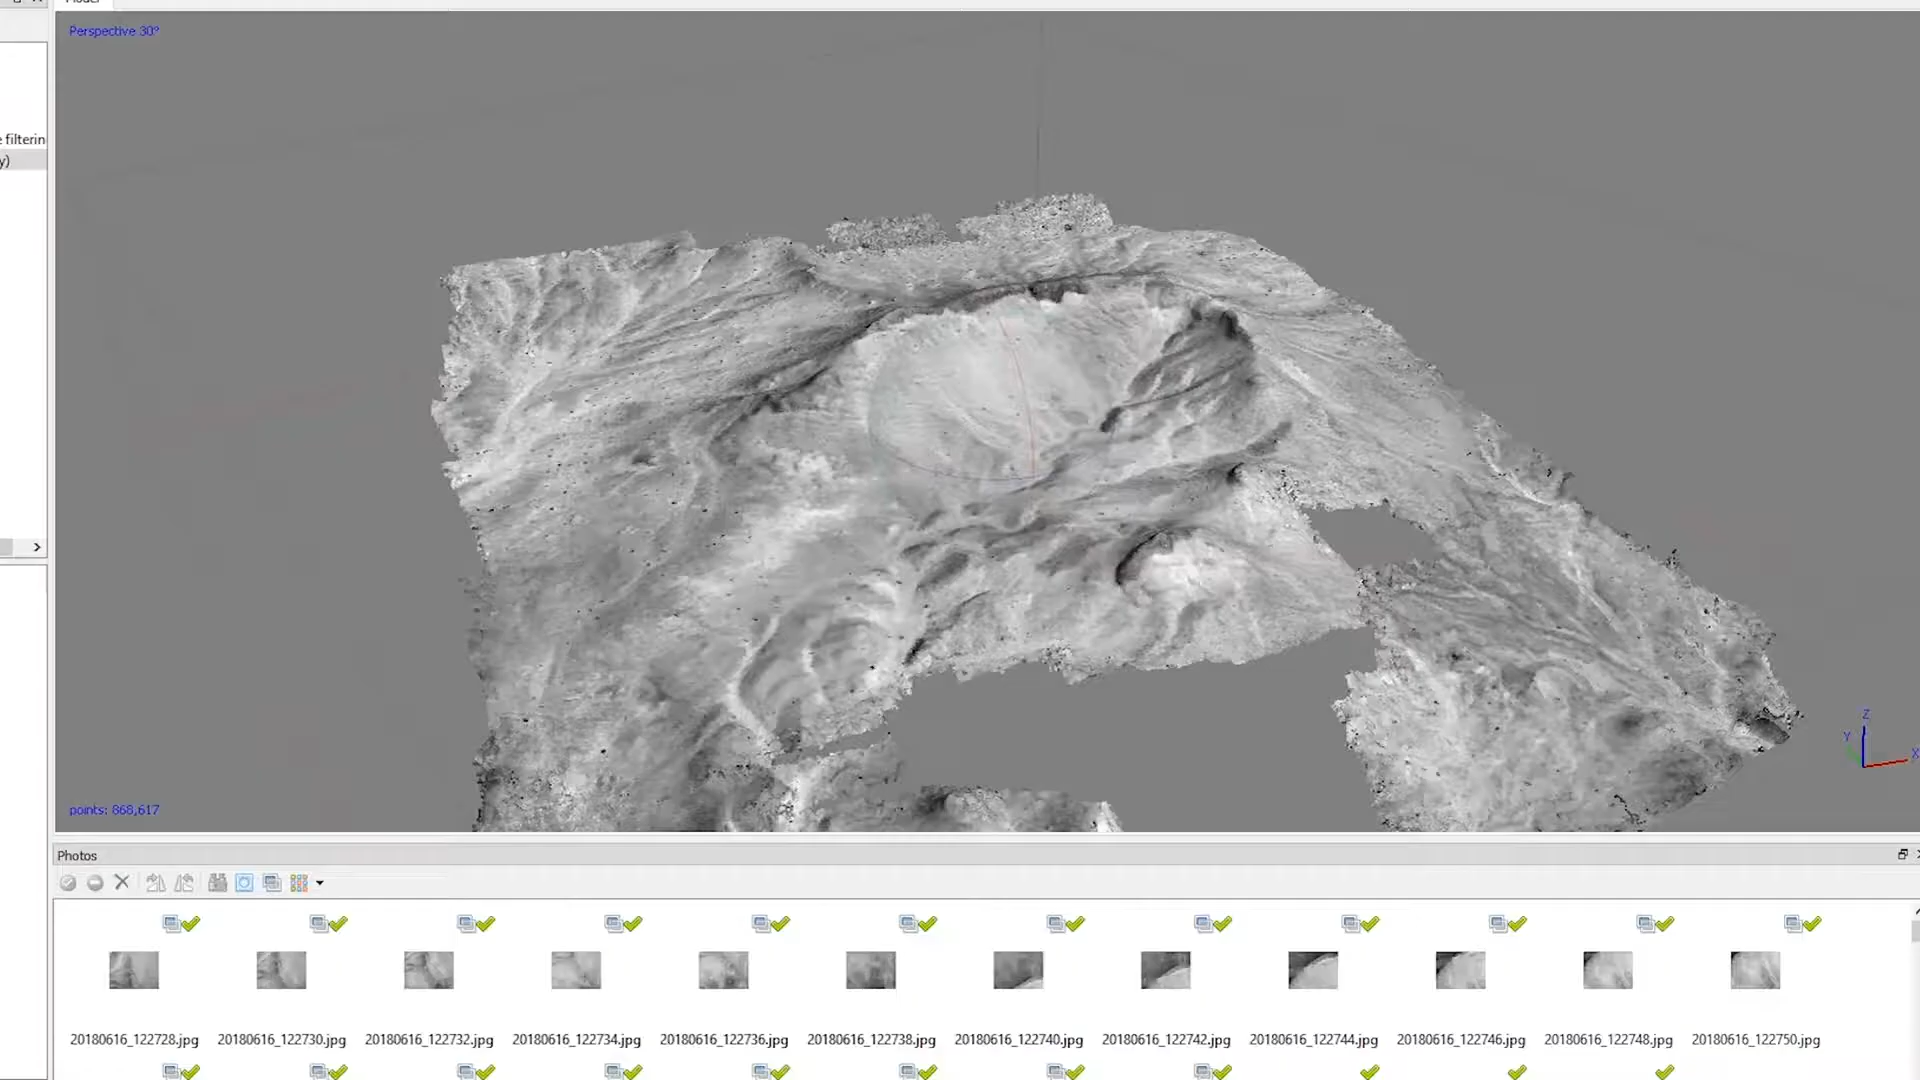 Model
Perspective 30°
e filterin
y)
Z
Y
X
points: 868,617
Photos
20180616_122728.jpg 20180616_122730.jpg 20180616_122732.jpg 20180616_122734.jpg 20180616_122736.jpg 20180616_122738.jpg 20180616_122740.jpg 20180616_122742.jpg 20180616_122744.jpg 20180616_122746.jpg 20180616_122748.jpg 20180616_122750.jpg